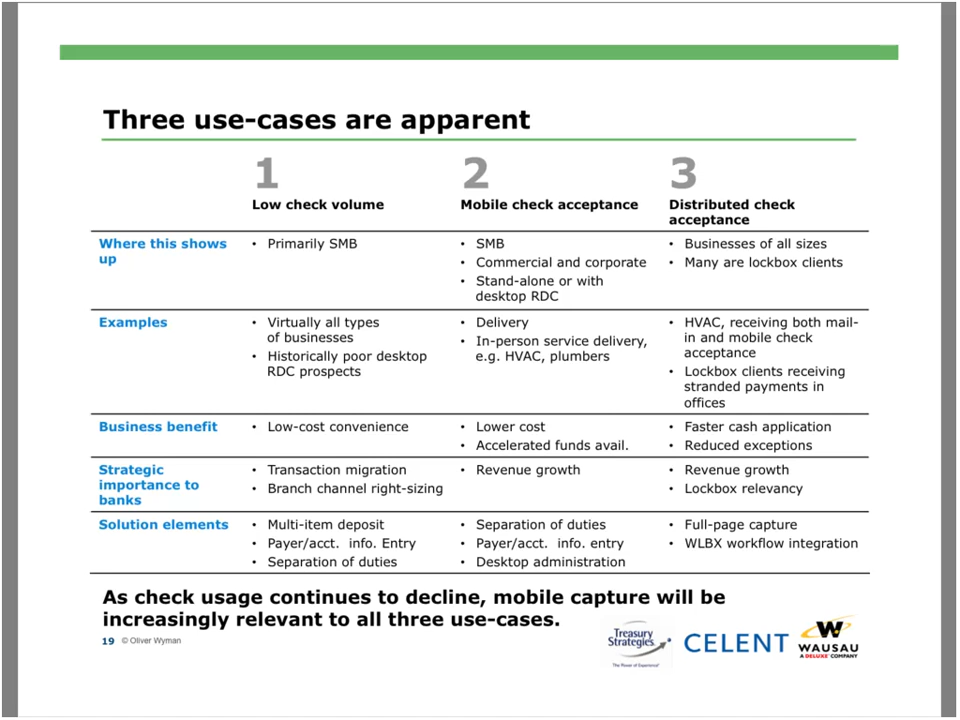 Three use-cases are apparent
1
2
3
Low check volume
Mobile check acceptance
Distributed check
acceptance
Where this shows
up
• Primarily SMB
• SMB
• Commercial and corporate
• Stand-alone or with
desktop RDC
• Businesses of all sizes
• Many are lockbox clients
Examples
• Virtually all types
of businesses
• Historically poor desktop
RDC prospects
• Delivery
• In-person service delivery,
e.g. HVAC, plumbers
• HVAC, receiving both mail-
in and mobile check
acceptance
• Lockbox clients receiving
stranded payments in
offices
Business benefit
• Low-cost convenience
• Lower cost
• Accelerated funds avail.
• Faster cash application
• Reduced exceptions
Strategic
importance to
banks
• Transaction migration
• Branch channel right-sizing
• Revenue growth
• Revenue growth
• Lockbox relevancy
Solution elements
• Multi-item deposit
• Payer/acct. info. Entry
• Separation of duties
• Separation of duties
• Payer/acct. info. entry
• Desktop administration
• Full-page capture
• WLBX workflow integration
As check usage continues to decline, mobile capture will be
increasingly relevant to all three use-cases.
19 © Oliver Wyman
Treasury
Strategies
The Power of Experience
CELENT
W
WAUSAU
A DELUXE COMPANY